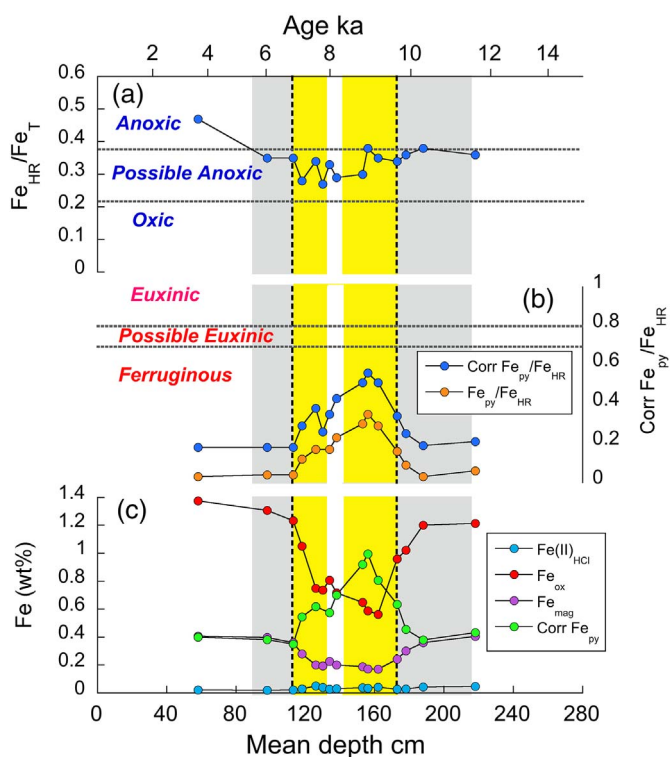 Age ka
2 4 6 8 10 12 14
(a)
0.6
0.5
0.4
0.3
0.2
0.1
0
Fe_HR/Fe_T
Anoxic
Possible Anoxic
Oxic
(b)
Euxinic
Possible Euxinic
Ferruginous
1
0.8
0.6
0.4
0.2
0
Corr Fe_py/Fe_HR
Corr Fe_py/Fe_HR
Fe_py/Fe_HR
(c)
1.4
1.2
1
0.8
0.6
0.4
0.2
0
Fe (wt%)
Fe(II)_HCl
Fe_ox
Fe_mag
Corr Fe_py
0 40 80 120 160 200 240 280
Mean depth cm